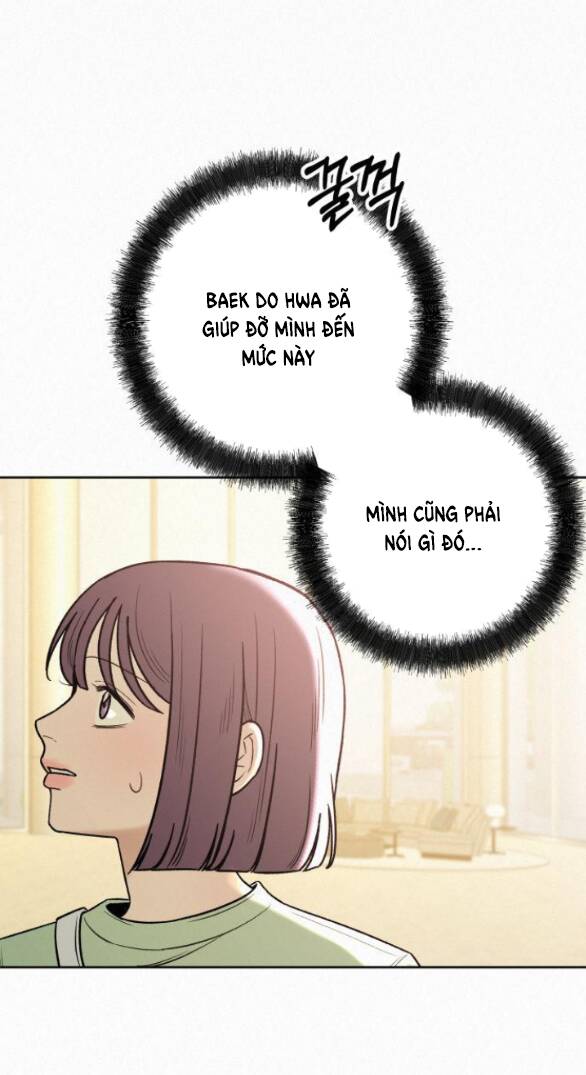 꿀꺽
BAEK DO HWA ĐÃ
GIÚP ĐỠ MÌNH ĐẾN
MỨC NÀY
MÌNH CŨNG PHẢI
NÓI GÌ ĐÓ...